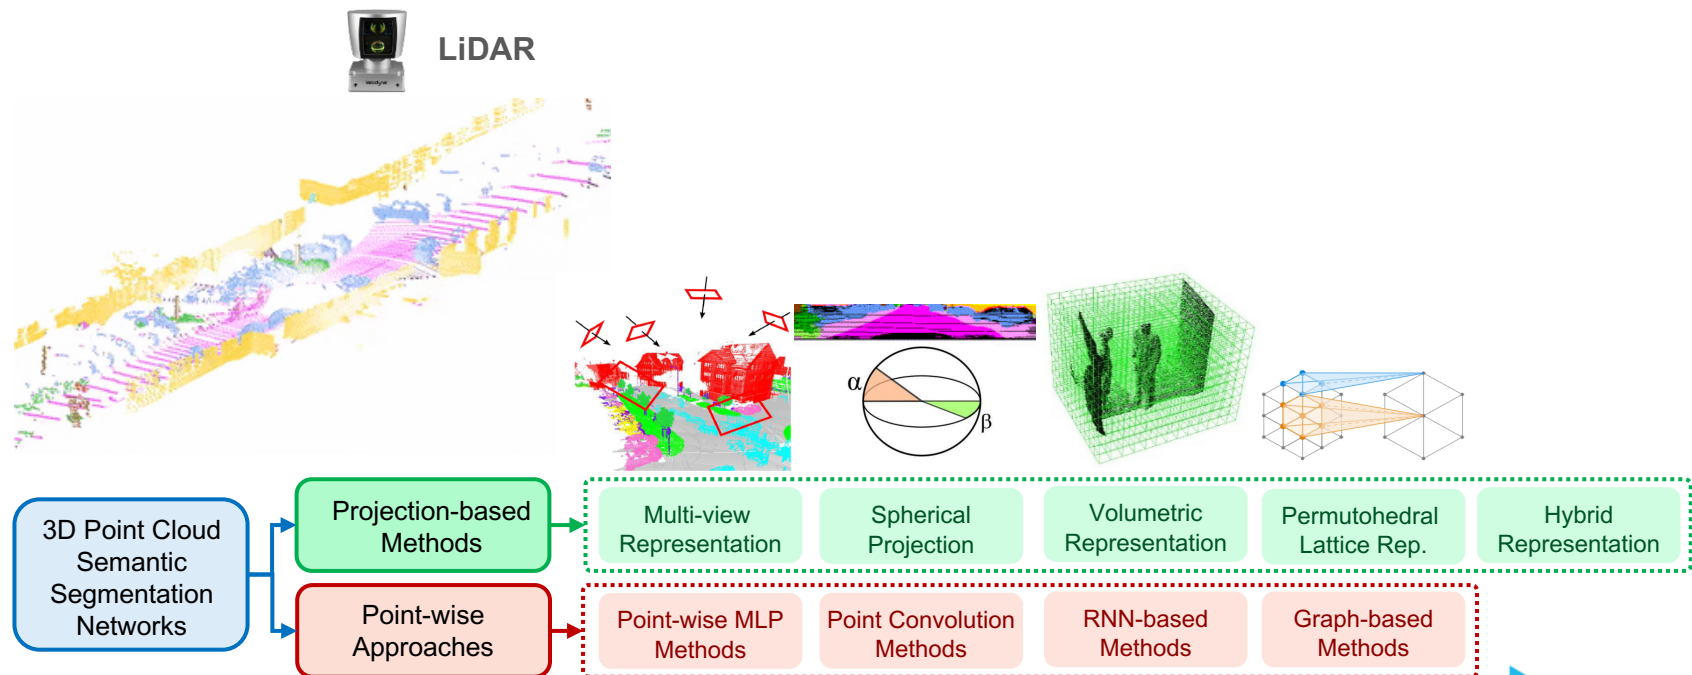 LiDAR
Velodyne
α
β
3D Point Cloud
Semantic
Segmentation
Networks
Projection-based
Methods
Multi-view
Representation
Spherical
Projection
Volumetric
Representation
Permutohedral
Lattice Rep.
Hybrid
Representation
Point-wise
Approaches
Point-wise MLP
Methods
Point Convolution
Methods
RNN-based
Methods
Graph-based
Methods